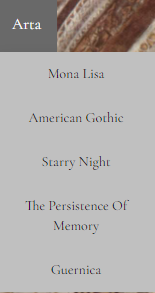 Arta
Mona Lisa
American Gothic
Starry Night
The Persistence Of
Memory
Guernica